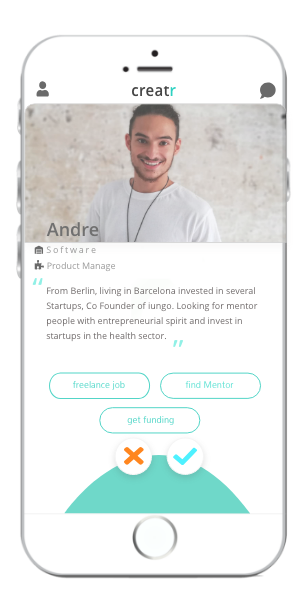 creatr
Andre
Software
Product Manage
“
From Berlin, living in Barcelona invested in several
Startups, Co Founder of iungo. Looking for mentor
people with entrepreneurial spirit and invest in
startups in the health sector.
”
freelance job
find Mentor
get funding